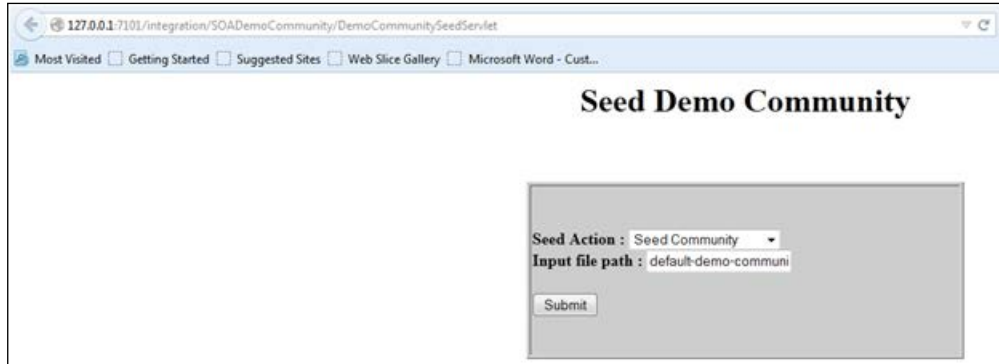 127.0.0.1:7101/integration/SOADemoCommunity/DemoCommunitySeedServlet
Most Visited Getting Started Suggested Sites Web Slice Gallery Microsoft Word - Cust...
Seed Demo Community
Seed Action : Seed Community
Input file path : default-demo-communi
Submit